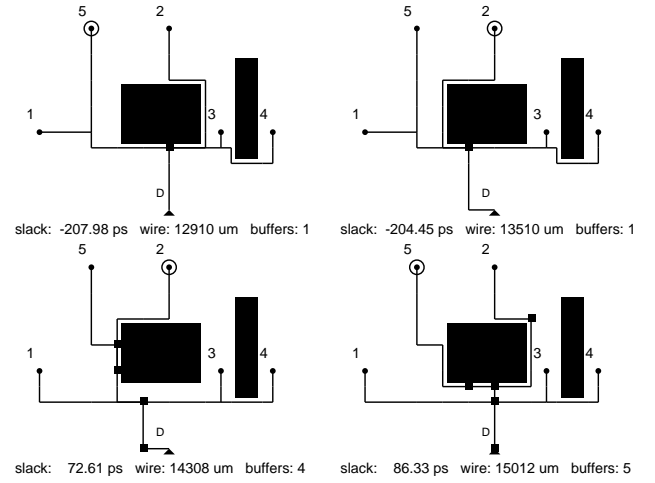 5 2 5 2
1 3 4 1 3 4
D D
slack: -207.98 ps wire: 12910 um buffers: 1 slack: -204.45 ps wire: 13510 um buffers: 1
5 2 5 2
1 3 4 1 3 4
D D
slack: 72.61 ps wire: 14308 um buffers: 4 slack: 86.33 ps wire: 15012 um buffers: 5